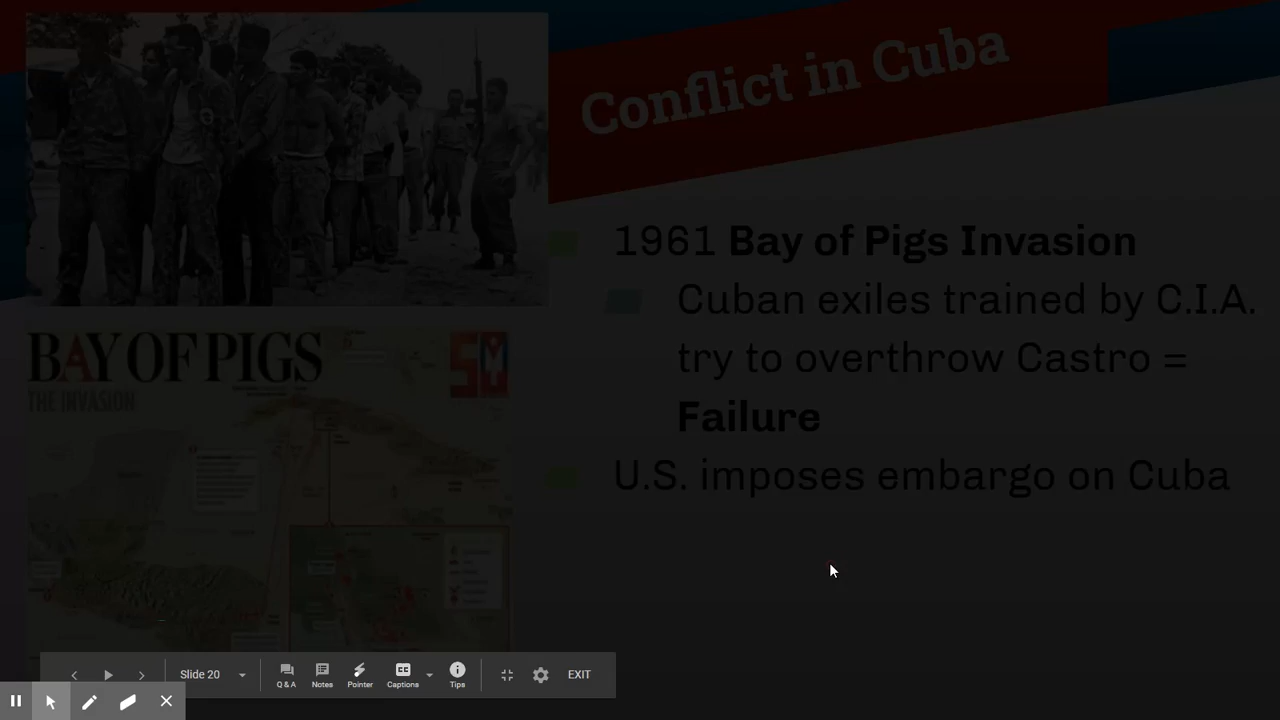 Conflict in Cuba
1961 Bay of Pigs Invasion
Cuban exiles trained by C.I.A.
try to overthrow Castro =
Failure
U.S. imposes embargo on Cuba
BAY OF PIGS
THE INVASION
Slide 20
Q & A
Notes
Pointer
CC
Captions
Tips
EXIT